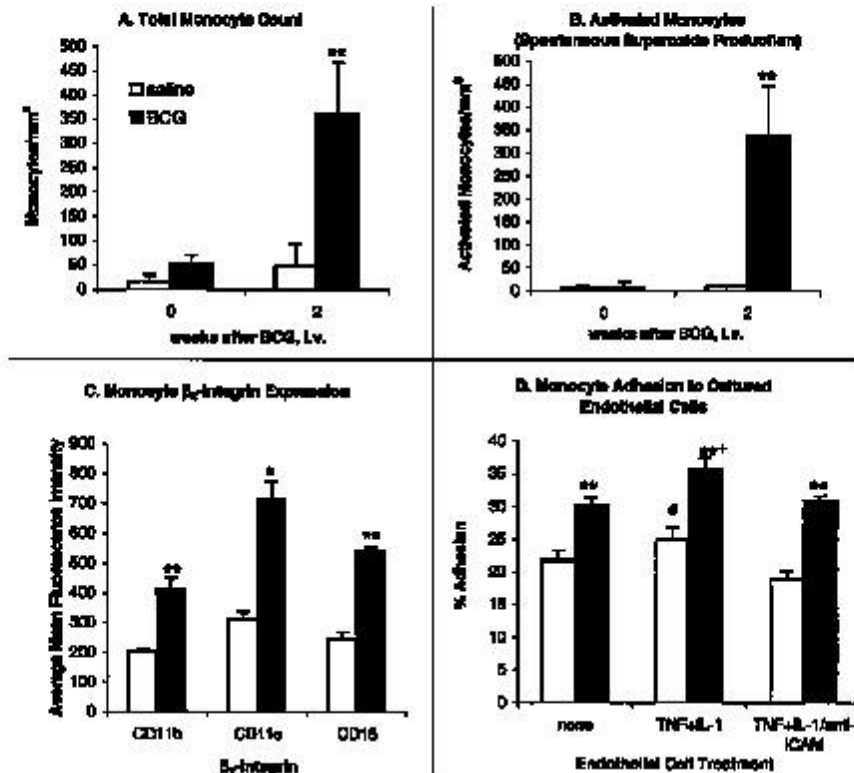 A. Total Monocyte Count
500
450
400
350
300
250
200
150
100
50
0
Monocytes/mm³
saline
BCG
**
0
2
weeks after BCG, i.v.
B. Activated Monocytes
(Spontaneous Superoxide Production)
500
450
400
350
300
250
200
150
100
50
0
Activated Monocytes/mm³
**
0
2
weeks after BCG, i.v.
C. Monocyte β₂-Integrin Expression
900
800
700
600
500
400
300
200
100
0
Average Mean Fluorescence Intensity
**
*
**
CD11b
CD18
β₂-Integrin
D. Monocyte Adhesion to Cultured
Endothelial Cells
40
35
30
25
20
15
10
5
0
% Adhesion
**
#
**+
**
none
TNF+IL-1
TNF+IL-1/anti-
ICAM
Endothelial Cell Treatment